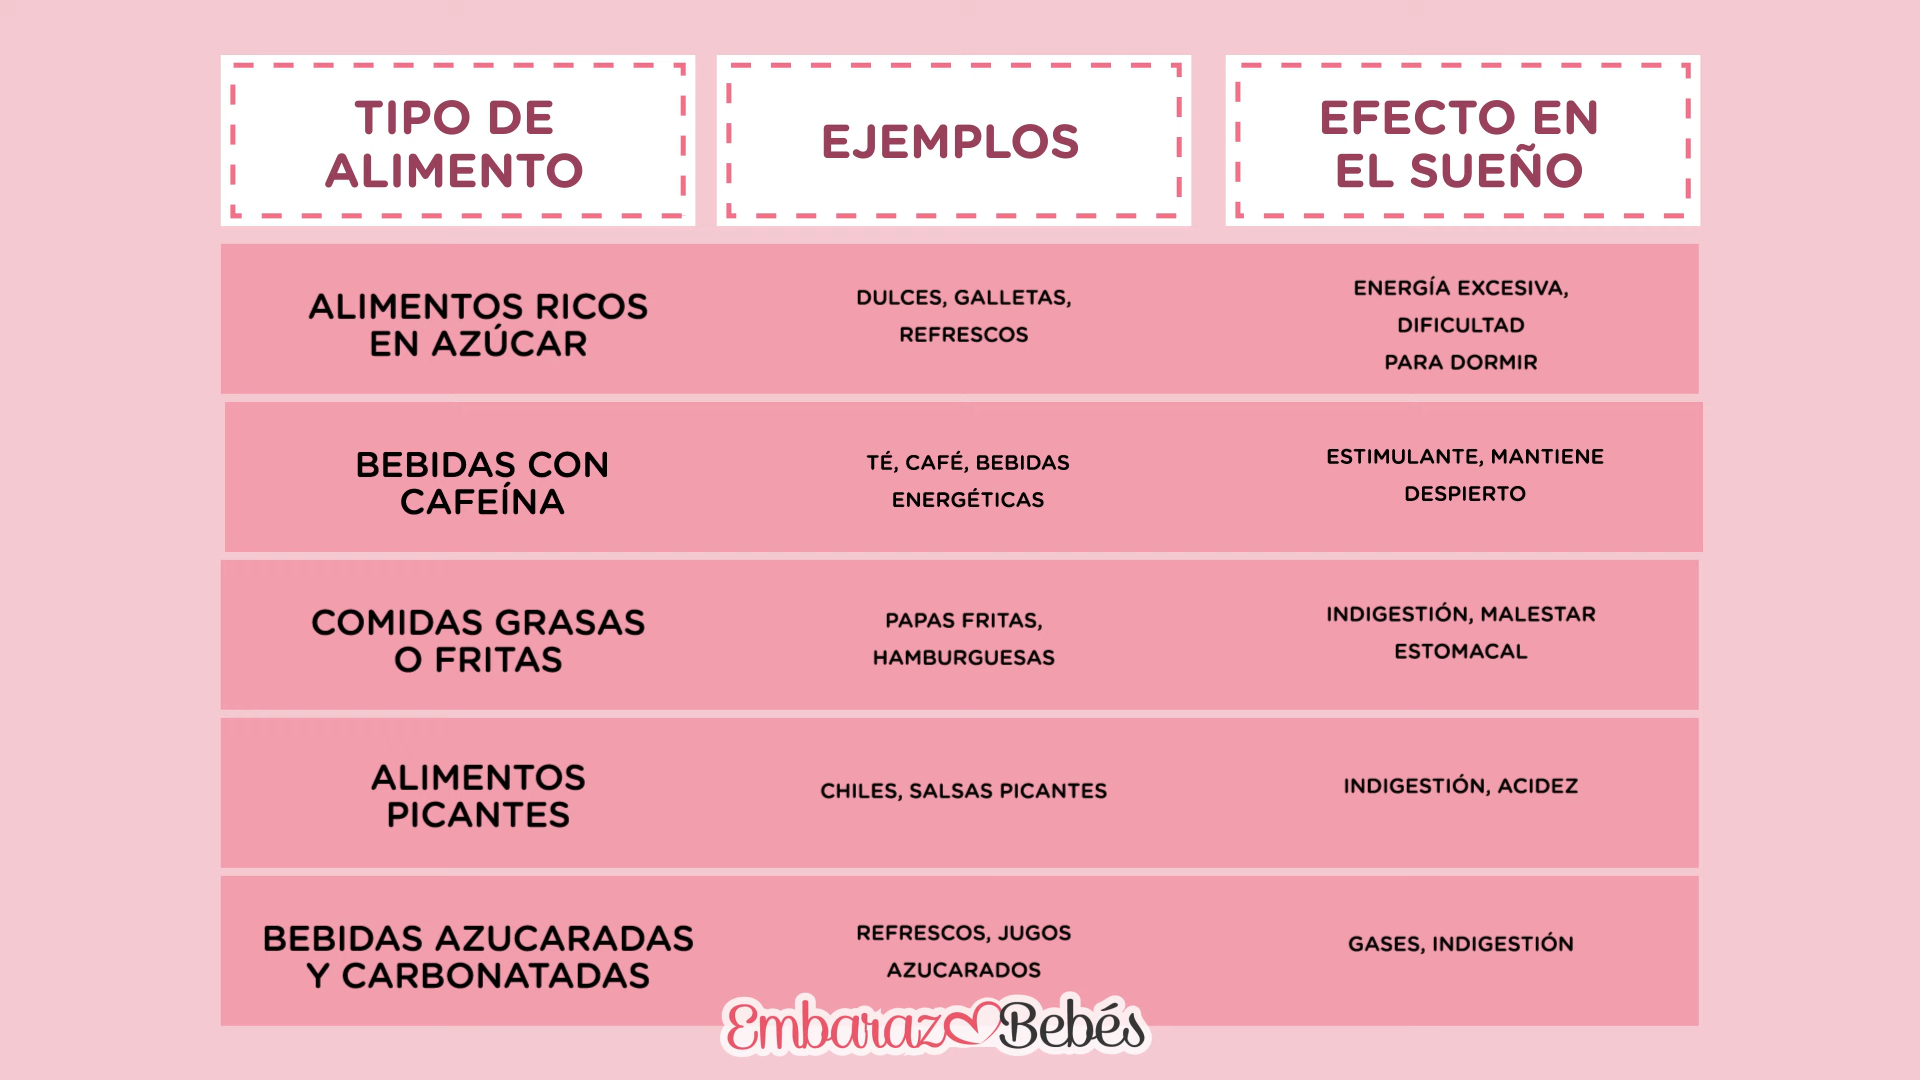 TIPO DE
ALIMENTO
EJEMPLOS
EFECTO EN
EL SUEÑO
ALIMENTOS RICOS
EN AZÚCAR
DULCES, GALLETAS,
REFRESCOS
ENERGÍA EXCESIVA,
DIFICULTAD
PARA DORMIR
BEBIDAS CON
CAFEÍNA
TÉ, CAFÉ, BEBIDAS
ENERGÉTICAS
ESTIMULANTE, MANTIENE
DESPIERTO
COMIDAS GRASAS
O FRITAS
PAPAS FRITAS,
HAMBURGUESAS
INDIGESTIÓN, MALESTAR
ESTOMACAL
ALIMENTOS
PICANTES
CHILES, SALSAS PICANTES
INDIGESTIÓN, ACIDEZ
BEBIDAS AZUCARADAS
Y CARBONATADAS
REFRESCOS, JUGOS
AZUCARADOS
GASES, INDIGESTIÓN
Embarazo Bebés